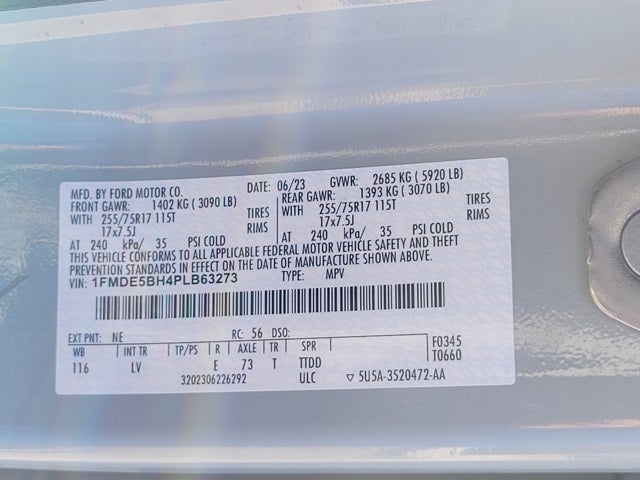 MFD. BY FORD MOTOR CO. DATE: 06/23 GVWR: 2685 KG ( 5920 LB)
FRONT GAWR: 1402 KG ( 3090 LB) REAR GAWR: 1393 KG ( 3070 LB)
WITH 255/75R17 115T TIRES WITH 255/75R17 115T TIRES
17x7.5J RIMS 17x7.5J RIMS
AT 240 kPa/ 35 PSI COLD AT 240 kPa/ 35 PSI COLD
THIS VEHICLE CONFORMS TO ALL APPLICABLE FEDERAL MOTOR VEHICLE SAFETY AND THEFT
PREVENTION STANDARDS IN EFFECT ON THE DATE OF MANUFACTURE SHOWN ABOVE.
VIN: 1FMDE5BH4PLB63273 TYPE: MPV
EXT PNT: NE RC: 56 DSO: F0345
WB INT TR TP/PS R AXLE TR SPR T0660
116 LV E 73 T TTDD
3202306226292 ULC ▽ 5U5A-3520472-AA